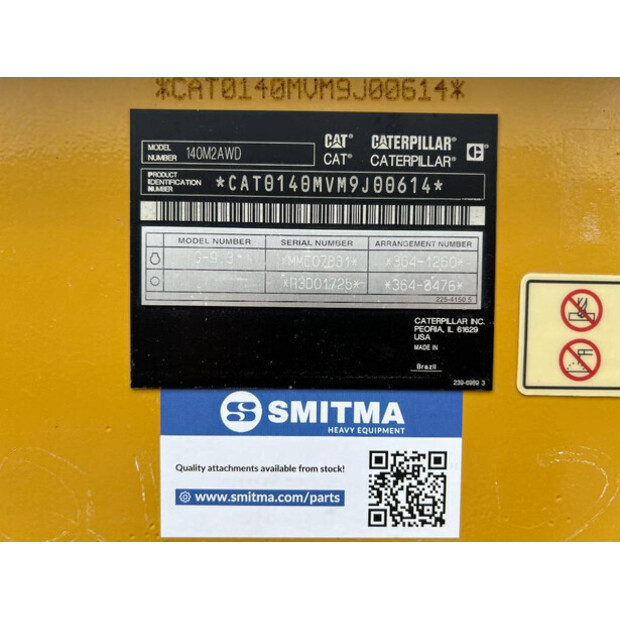 *CAT0140MVM9J00614*
MODEL NUMBER 140M2AWD
CAT® CATERPILLAR®
CAT® CATERPILLAR®
PRODUCT IDENTIFICATION NUMBER *CAT0140MVM9J00614*
MODEL NUMBER SERIAL NUMBER ARRANGEMENT NUMBER
*364-1260*
*R3D01725* *364-8476*
225-4150 5
CATERPILLAR INC.
PEORIA, IL 61629
USA
MADE IN
Brazil
239-6969 3
SMITMA
HEAVY EQUIPMENT
Quality attachments available from stock!
www.smitma.com/parts